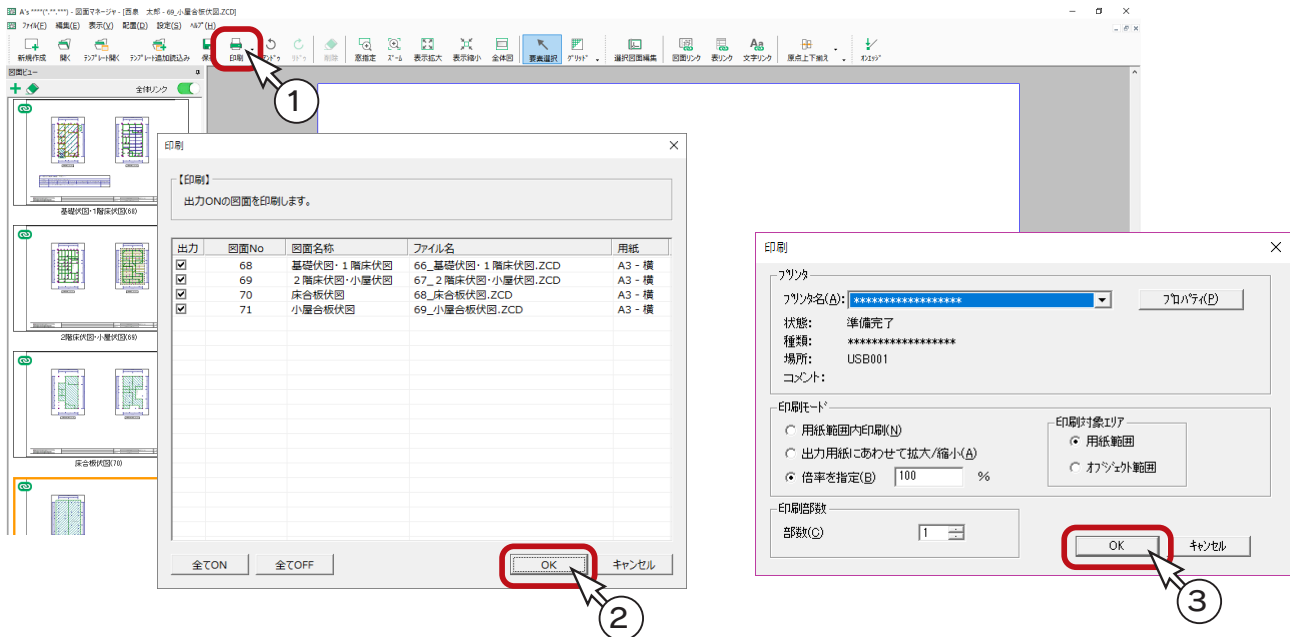 A's ****(*.**.***) - 図面マネージャ - [西泉 太郎 - 69_小屋合板伏図.ZCD]
ﾌｧｲﾙ(F) 編集(E) 表示(V) 配置(D) 設定(S) ﾍﾙﾌﾟ(H)
新規作成 開く ﾃﾝﾌﾟﾚｰﾄ開く ﾃﾝﾌﾟﾚｰﾄ追加読込み 印刷 削除 窓指定 ｽﾞｰﾑ 表示拡大 表示縮小 全体図 要素選択 ｸﾞﾘｯﾄﾞ 選択図面編集 図面ﾘﾝｸ 表ﾘﾝｸ 文字ﾘﾝｸ 原点上下揃え ｵﾝｴｯｼﾞ
図面ビュー
全体リンク
1
基礎伏図・1階床伏図(68)
2階床伏図・小屋伏図(69)
床合板伏図(70)
印刷
【印刷】
出力ONの図面を印刷します。
出力 図面No 図面名称 ファイル名 用紙
68 基礎伏図・1階床伏図 66_基礎伏図・1階床伏図.ZCD A3 - 横
69 2階床伏図・小屋伏図 67_2階床伏図・小屋伏図.ZCD A3 - 横
70 床合板伏図 68_床合板伏図.ZCD A3 - 横
71 小屋合板伏図 69_小屋合板伏図.ZCD A3 - 横
全てON 全てOFF OK キャンセル
2
印刷
ﾌﾟﾘﾝﾀ
ﾌﾟﾘﾝﾀ名(A): ****************** ﾌﾟﾛﾊﾟﾃｨ(P)
状態: 準備完了
種類: ******************
場所: USB001
コメント:
印刷ﾓｰﾄﾞ
用紙範囲内印刷(N)
出力用紙にあわせて拡大/縮小(A)
倍率を指定(B) 100 %
印刷対象ｴﾘｱ
用紙範囲
ｵﾌﾞｼﾞｪｸﾄ範囲
印刷部数
部数(C) 1
OK ｷｬﾝｾﾙ
3